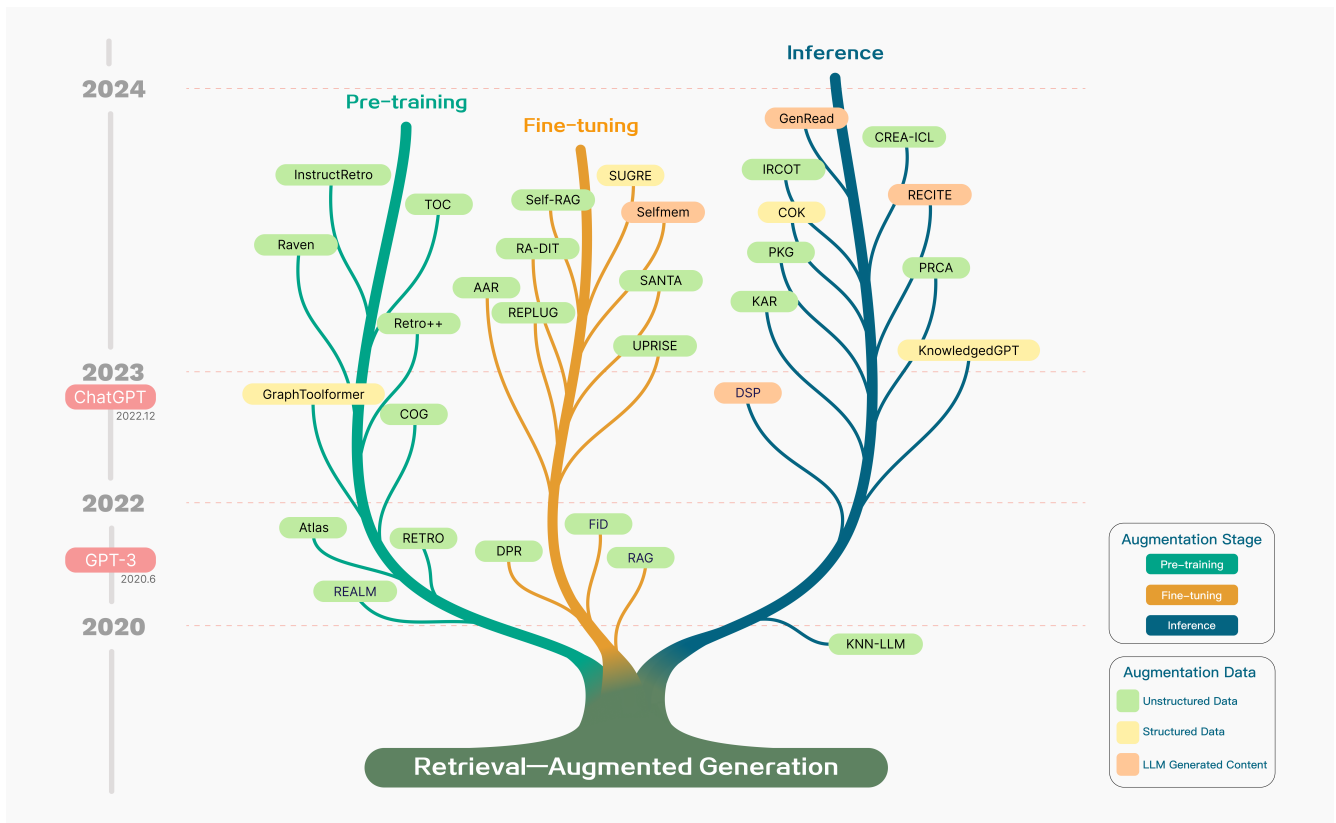 Inference
2024
Pre-training
GenRead
Fine-tuning
CREA-ICL
InstructRetro
SUGRE
IRCOT
TOC
Self-RAG
Selfmem
COK
RECITE
Raven
RA-DIT
PKG
PRCA
AAR
SANTA
KAR
REPLUG
Retro++
UPRISE
KnowledgedGPT
2023
ChatGPT
2022.12
GraphToolformer
DSP
COG
2022
Atlas
RETRO
FiD
DPR
RAG
GPT-3
2020.6
REALM
2020
KNN-LLM
Retrieval—Augmented Generation
Augmentation Stage
Pre-training
Fine-tuning
Inference
Augmentation Data
Unstructured Data
Structured Data
LLM Generated Content